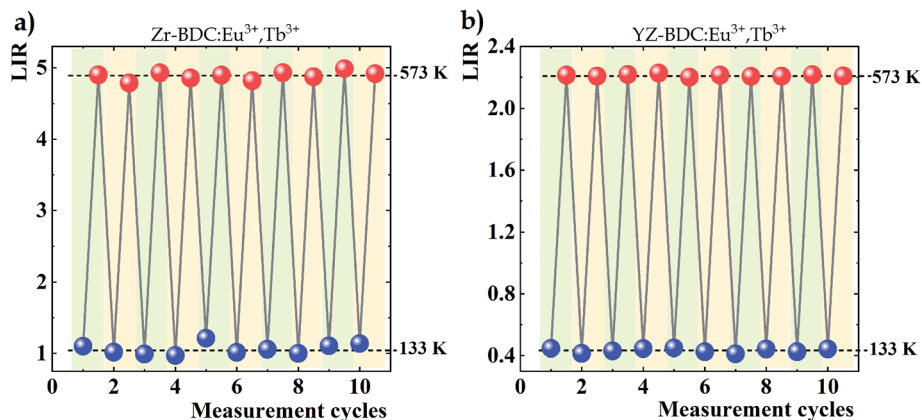 a)
Zr-BDC:Eu³⁺,Tb³⁺
LIR
5
4
3
2
1
573 K
133 K
0 2 4 6 8 10
Measurement cycles
b)
YZ-BDC:Eu³⁺,Tb³⁺
LIR
2.4
2.0
1.6
1.2
0.8
0.4
573 K
133 K
0 2 4 6 8 10
Measurement cycles